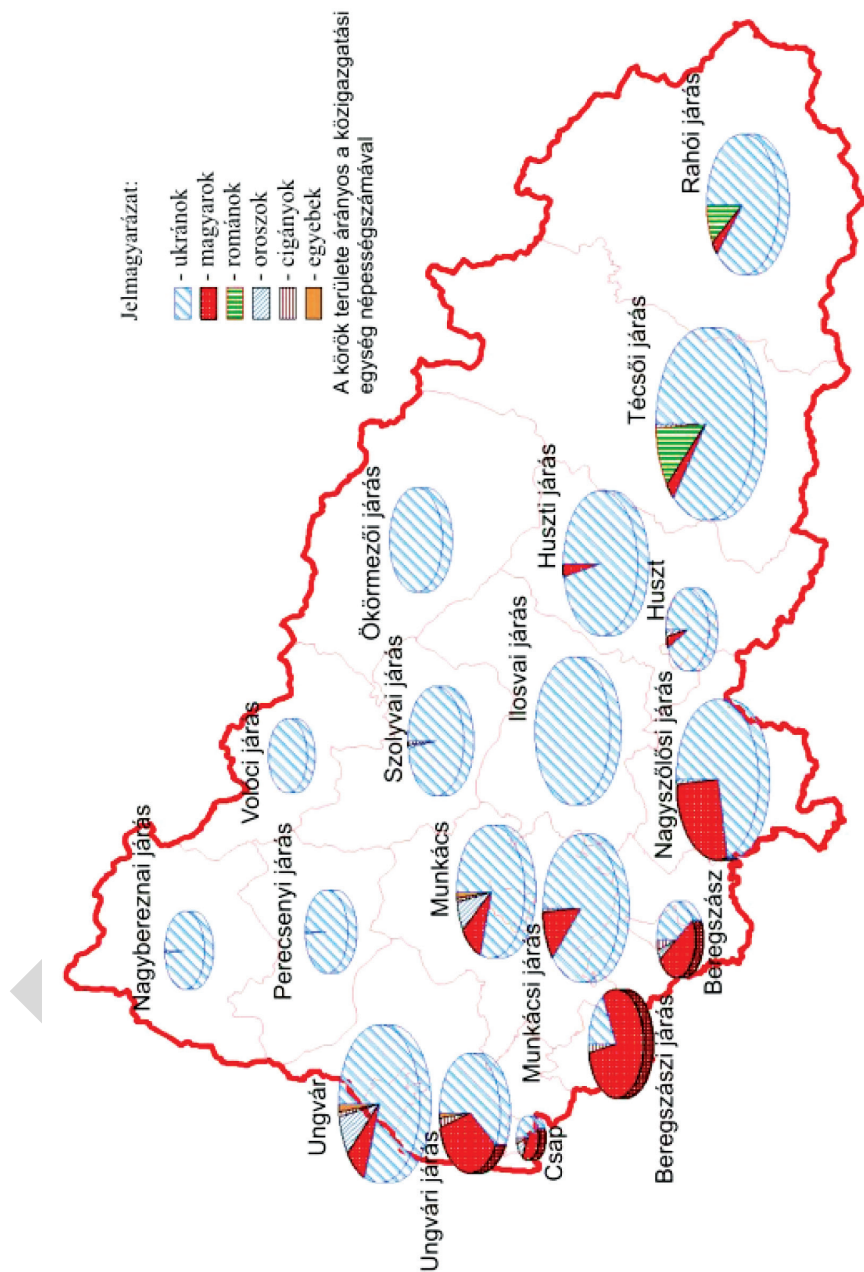 Jelmagyarázat:
- ukránok
- magyarok
- románok
- oroszok
- cigányok
- egyebek
A körök területe árányos a közigazgatási
egység népességszámával
Nagybereznai járás
Volóci járás
Perecsenyi járás
Ökörmezői járás
Szolyvai járás
Ungvár
Munkács
Ungvári járás
Ilosvai járás
Huszti járás
Munkácsi járás
Csap
Técsői járás
Rahói járás
Huszt
Nagyszőlősi járás
Beregszász
Beregszászi járás